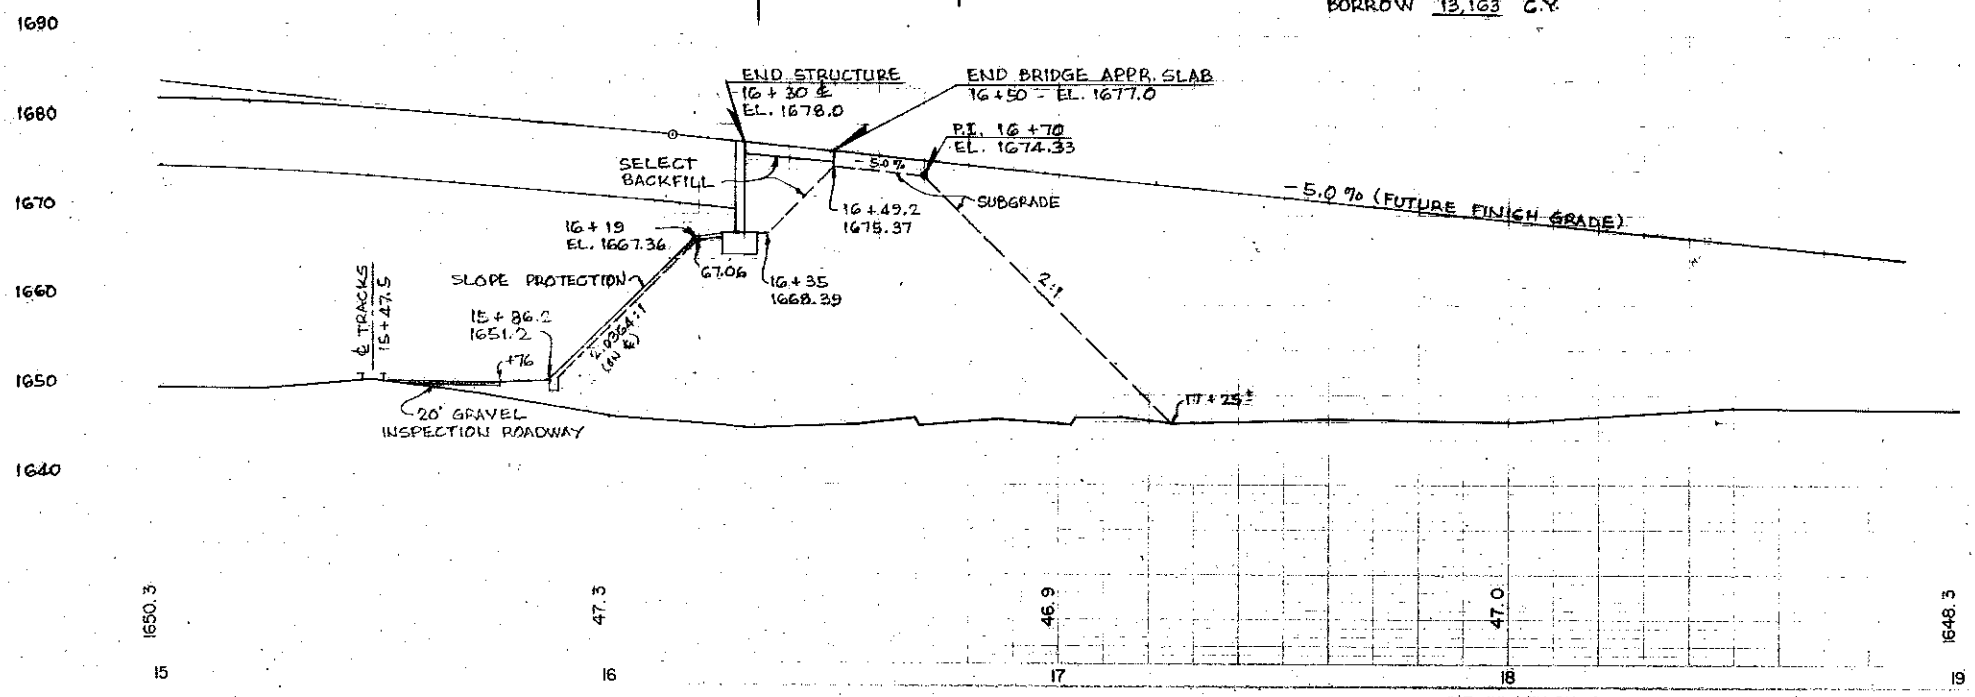 BORROW 13,163 C.Y.
1690
1680
1670
1660
1650
1640
END STRUCTURE
16 + 30 ℄
EL. 1678.0
END BRIDGE APPR. SLAB
16 +50 - EL. 1677.0
P.I. 16 +70
EL. 1674.33
SELECT
BACKFILL
-5.0%
SUBGRADE
-5.0 % (FUTURE FINISH GRADE)
16 +49.2
1675.37
16 + 19
EL. 1667.36
67.06
16 + 35
1668.39
SLOPE PROTECTION
℄ TRACKS
15+47.5
15 + 86.2
1651.2
+76
2.0364:1
(ON ℄)
2:1
20' GRAVEL
INSPECTION ROADWAY
17 + 25±
1650.3
47.3
46.9
47.0
1648.3
15
16
17
18
19